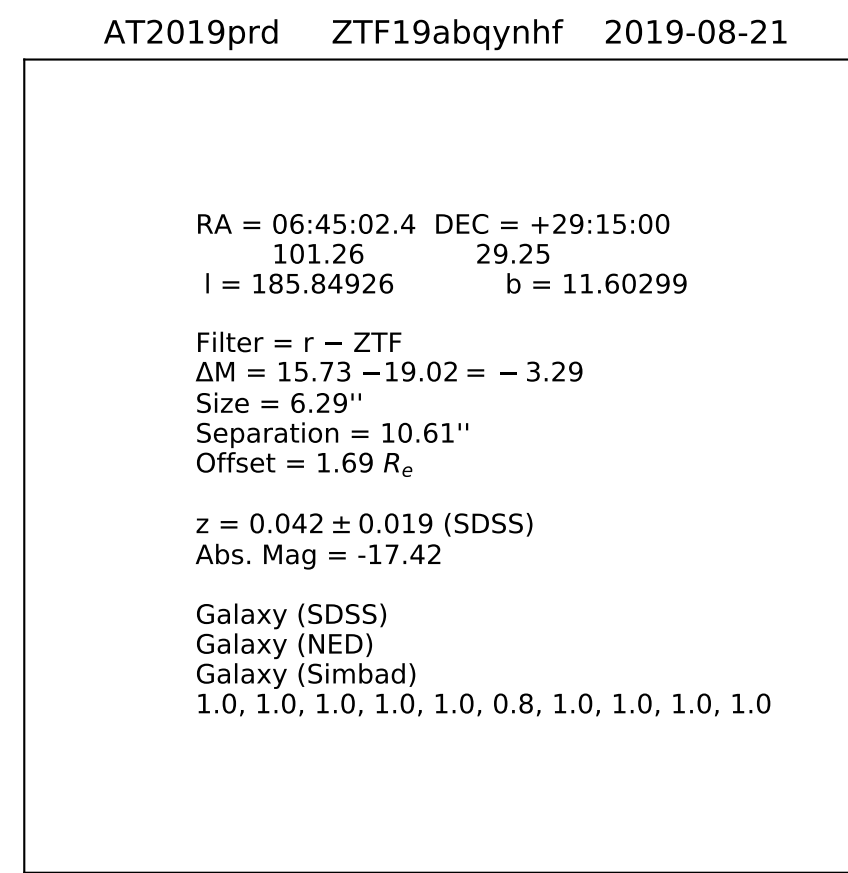 AT2019prd ZTF19abqynhf 2019-08-21
RA = 06:45:02.4 DEC = +29:15:00
101.26 29.25
l = 185.84926 b = 11.60299
Filter = r − ZTF
ΔM = 15.73 −19.02 = − 3.29
Size = 6.29''
Separation = 10.61''
Offset = 1.69 Re
z = 0.042 ± 0.019 (SDSS)
Abs. Mag = -17.42
Galaxy (SDSS)
Galaxy (NED)
Galaxy (Simbad)
1.0, 1.0, 1.0, 1.0, 1.0, 0.8, 1.0, 1.0, 1.0, 1.0